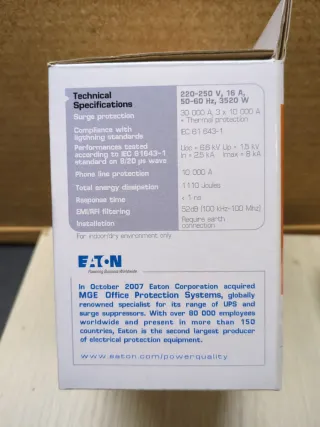 Technical
Specifications
220-250 V, 16 A,
50-60 Hz, 3520 W
Surge protection
30 000 A, 3 x 10 000 A
+ Thermal protection
Compliance with
lightning standards
IEC 61 643-1
Performances tested
according to IEC 61643-1
standard on 8/20 µs wave
Uoc = 6.6 kV Up = 1.5 kV
In = 2.5 kA Imax = 8 kA
Phone line protection
10 000 A
Total energy dissipation
1110 Joules
Response time
< 1 ns
EMI/RFI filtering
52dB (100 kHz-100 Mhz)
Installation
Require earth
connection
For indoor/dry environment only
EATON
Powering Business Worldwide
In October 2007 Eaton Corporation acquired
MGE Office Protection Systems, globally
renowned specialist for its range of UPS and
surge suppressors. With over 80 000 employees
worldwide and present in more than 150
countries, Eaton is the second largest producer
of electrical protection equipment.
www.eaton.com/powerquality